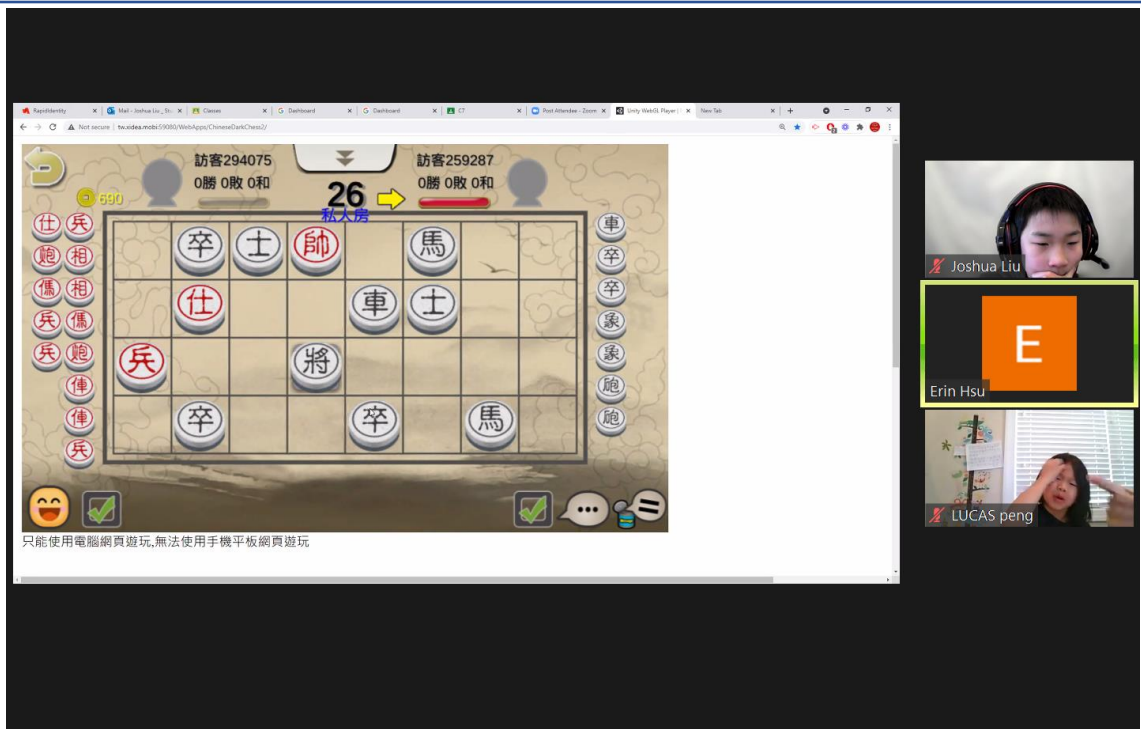 RapidIdentity
Mail - Joshua Liu _ St
Classes
Dashboard
Dashboard
E7
Post Attendee - Zoom
Unity WebGL Player |
New Tab
Not secure | tw.xidea.mobi:59080/WebApps/ChineseDarkChess2/
訪客294075
0勝 0敗 0和
690
26
私人房
訪客259287
0勝 0敗 0和
仕 兵
炮 相
傌 相
兵 傌
兵 炮
俥
俥
兵
卒 士 帥 馬
仕 車 士
兵 將
卒 卒 馬
車
卒
卒
象
象
砲
砲
只能使用電腦網頁遊玩,無法使用手機平板網頁遊玩
Joshua Liu
E
Erin Hsu
LUCAS peng